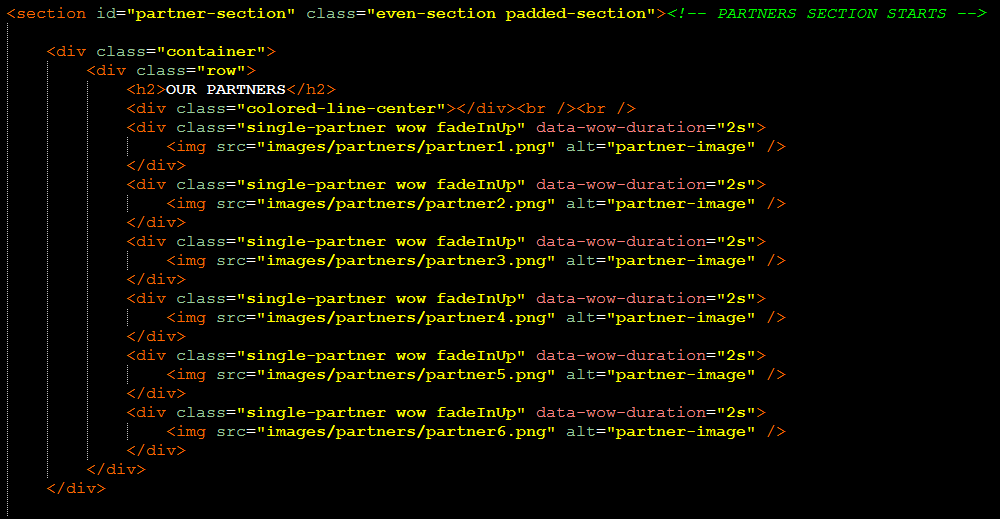 <section id="partner-section" class="even-section padded-section"><!-- PARTNERS SECTION STARTS -->
<div class="container">
<div class="row">
<h2>OUR PARTNERS</h2>
<div class="colored-line-center"></div><br /><br />
<div class="single-partner wow fadeInUp" data-wow-duration="2s">
<img src="images/partners/partner1.png" alt="partner-image" />
</div>
<div class="single-partner wow fadeInUp" data-wow-duration="2s">
<img src="images/partners/partner2.png" alt="partner-image" />
</div>
<div class="single-partner wow fadeInUp" data-wow-duration="2s">
<img src="images/partners/partner3.png" alt="partner-image" />
</div>
<div class="single-partner wow fadeInUp" data-wow-duration="2s">
<img src="images/partners/partner4.png" alt="partner-image" />
</div>
<div class="single-partner wow fadeInUp" data-wow-duration="2s">
<img src="images/partners/partner5.png" alt="partner-image" />
</div>
<div class="single-partner wow fadeInUp" data-wow-duration="2s">
<img src="images/partners/partner6.png" alt="partner-image" />
</div>
</div>
</div>